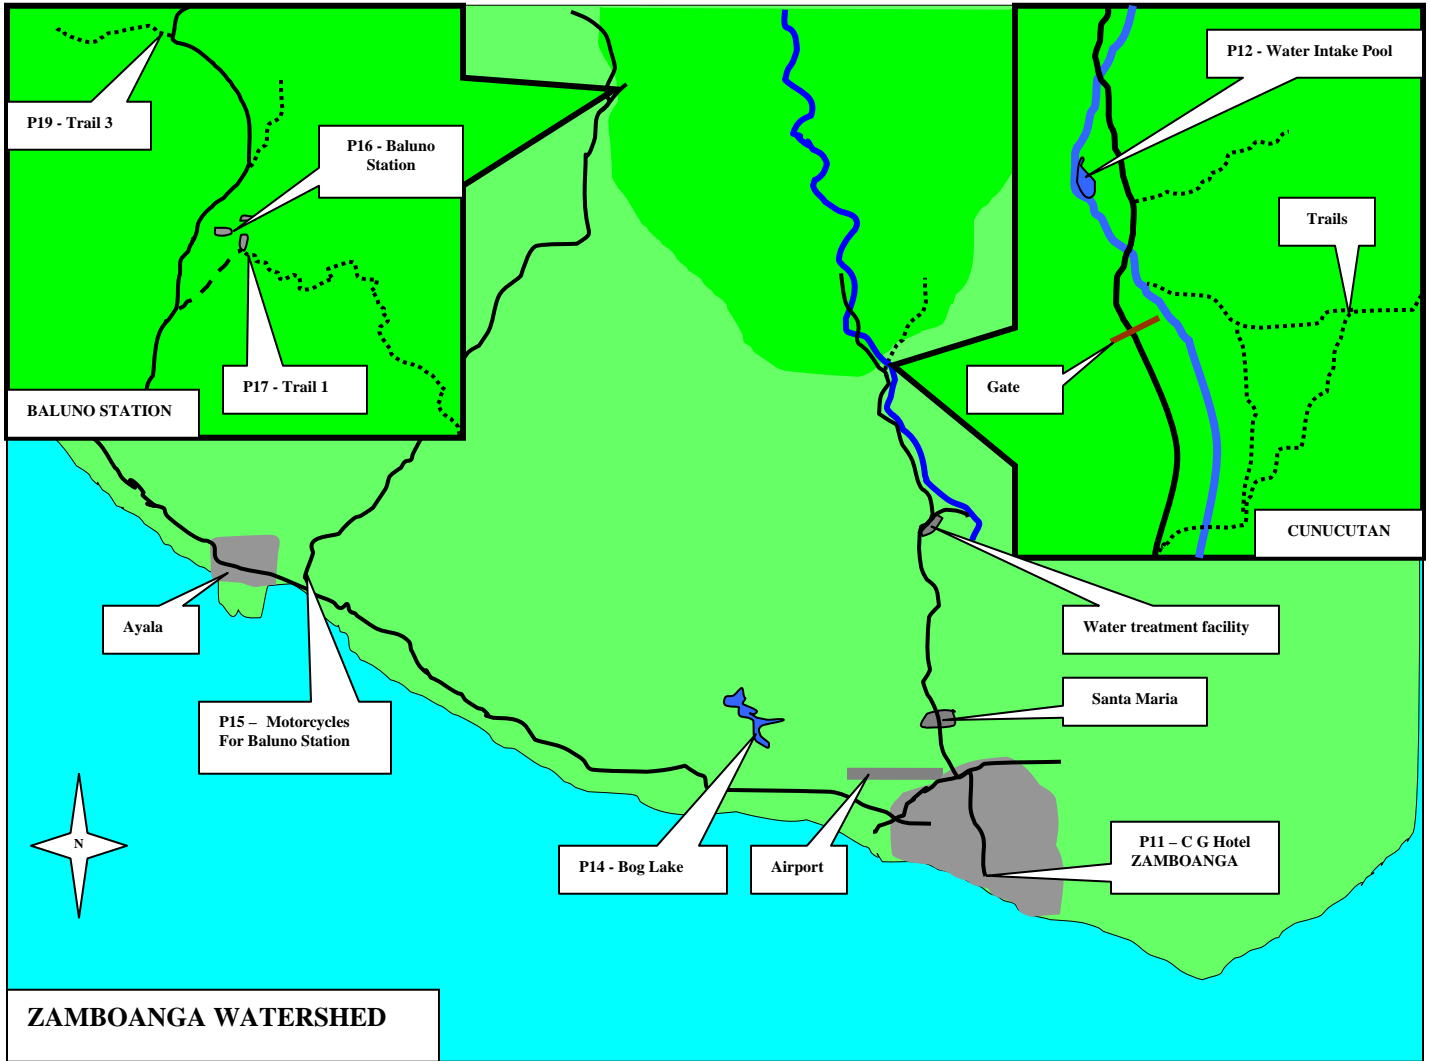 P12 - Water Intake Pool
P19 - Trail 3
P16 - Baluno
Station
Trails
P17 - Trail 1
Gate
BALUNO STATION
CUNUCUTAN
Ayala
Water treatment facility
Santa Maria
P15 – Motorcycles
For Baluno Station
N
P14 - Bog Lake
Airport
P11 – C G Hotel
ZAMBOANGA
ZAMBOANGA WATERSHED